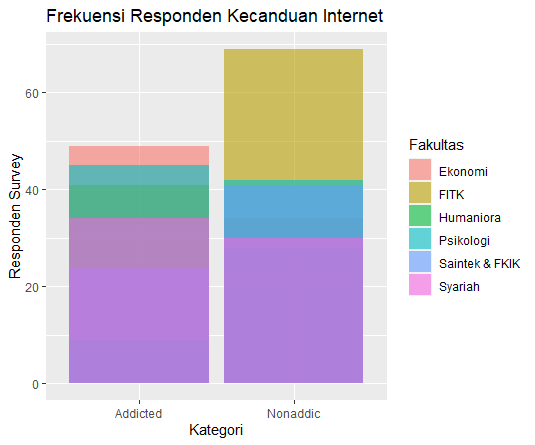 Frekuensi Responden Kecanduan Internet
Responden Survey
60
40
20
0
Addicted
Nonaddic
Kategori
Fakultas
Ekonomi
FITK
Humaniora
Psikologi
Saintek & FKIK
Syariah